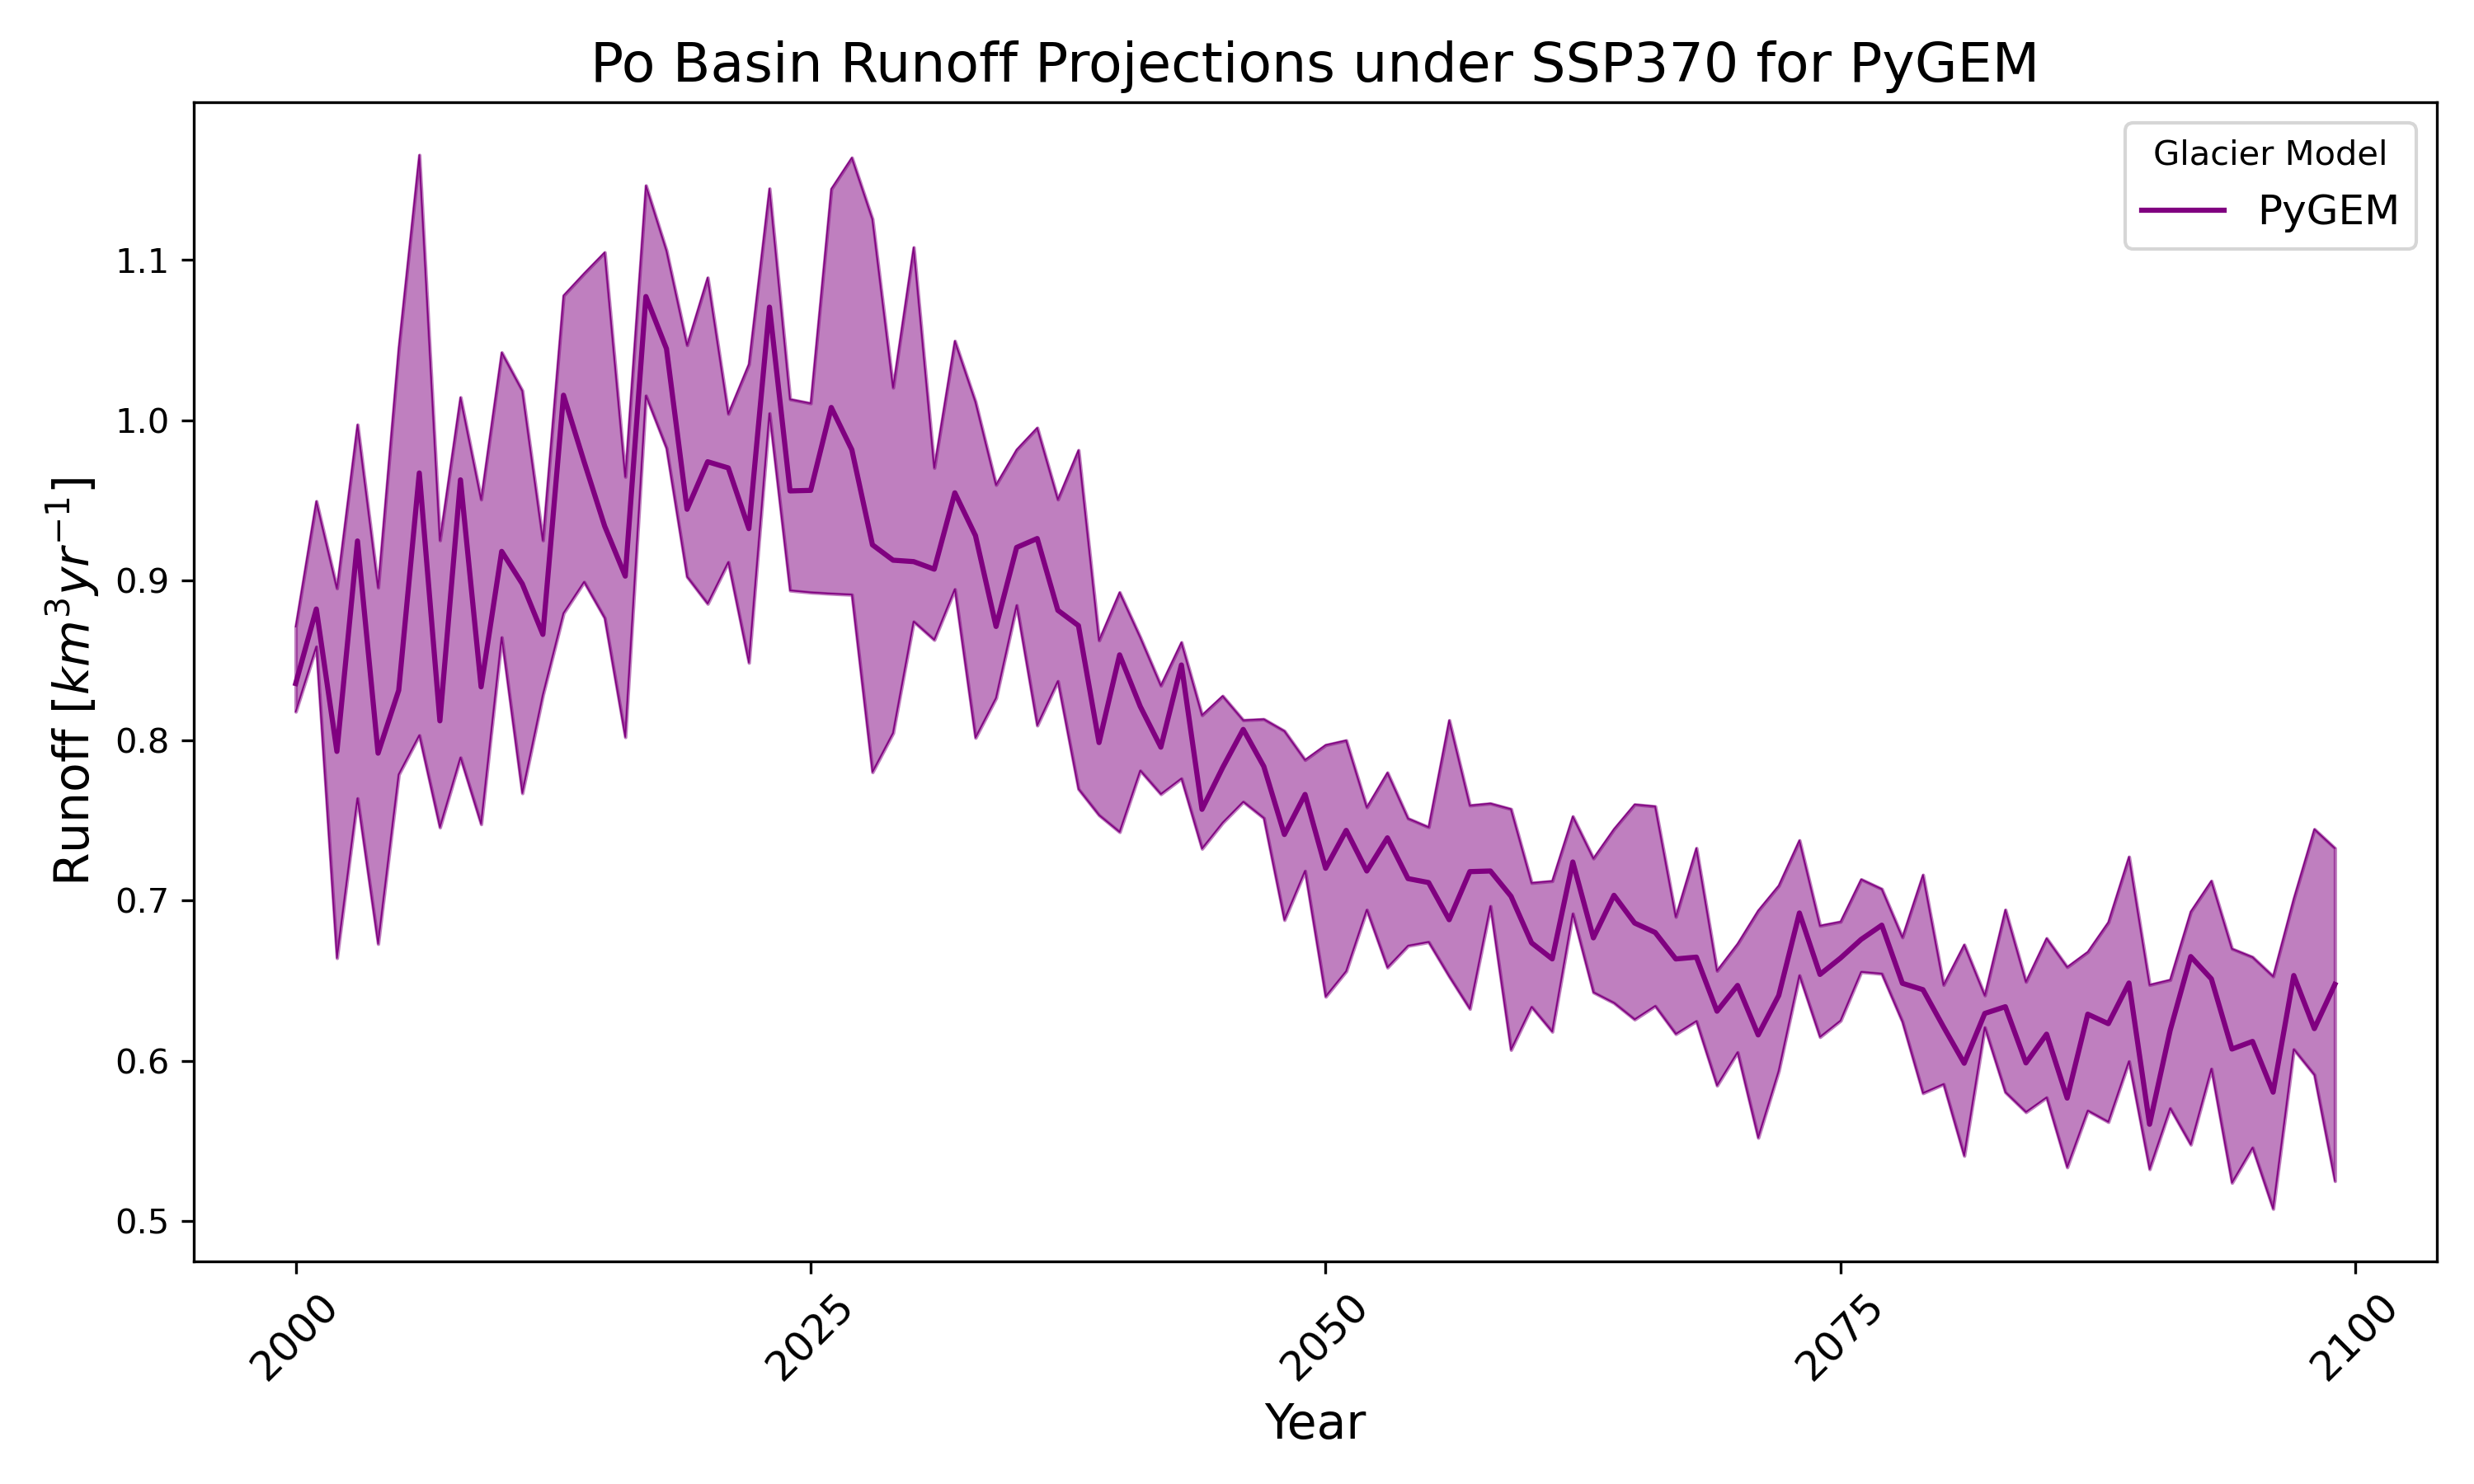 Po Basin Runoff Projections under SSP370 for PyGEM
Glacier Model
PyGEM
Runoff [km³yr⁻¹]
1.1
1.0
0.9
0.8
0.7
0.6
0.5
2000
2025
2050
2075
2100
Year